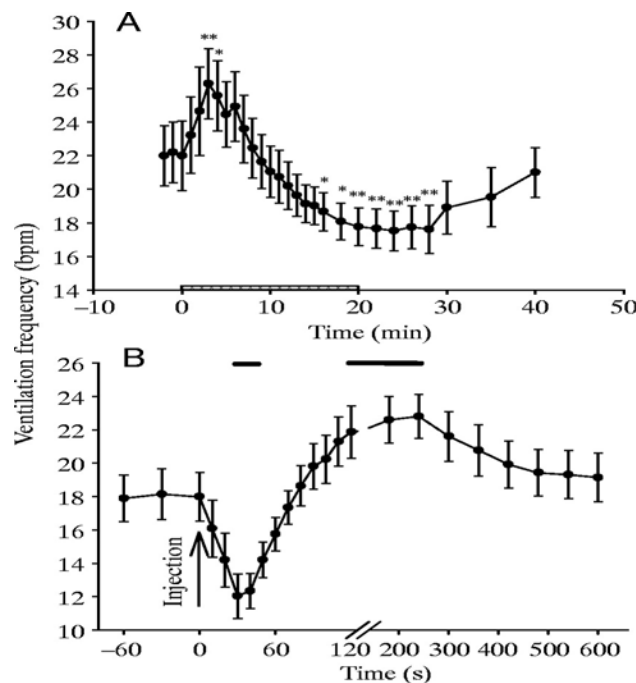 A
30
28
26
24
22
20
18
16
14
** * * * ** ** ** ** **
−10 0 10 20 30 40 50
Time (min)
Ventilation frequency (bpm)
B
26
24
22
20
18
16
14
12
10
Injection
−60 0 60 120 200 300 400 500 600
Time (s)